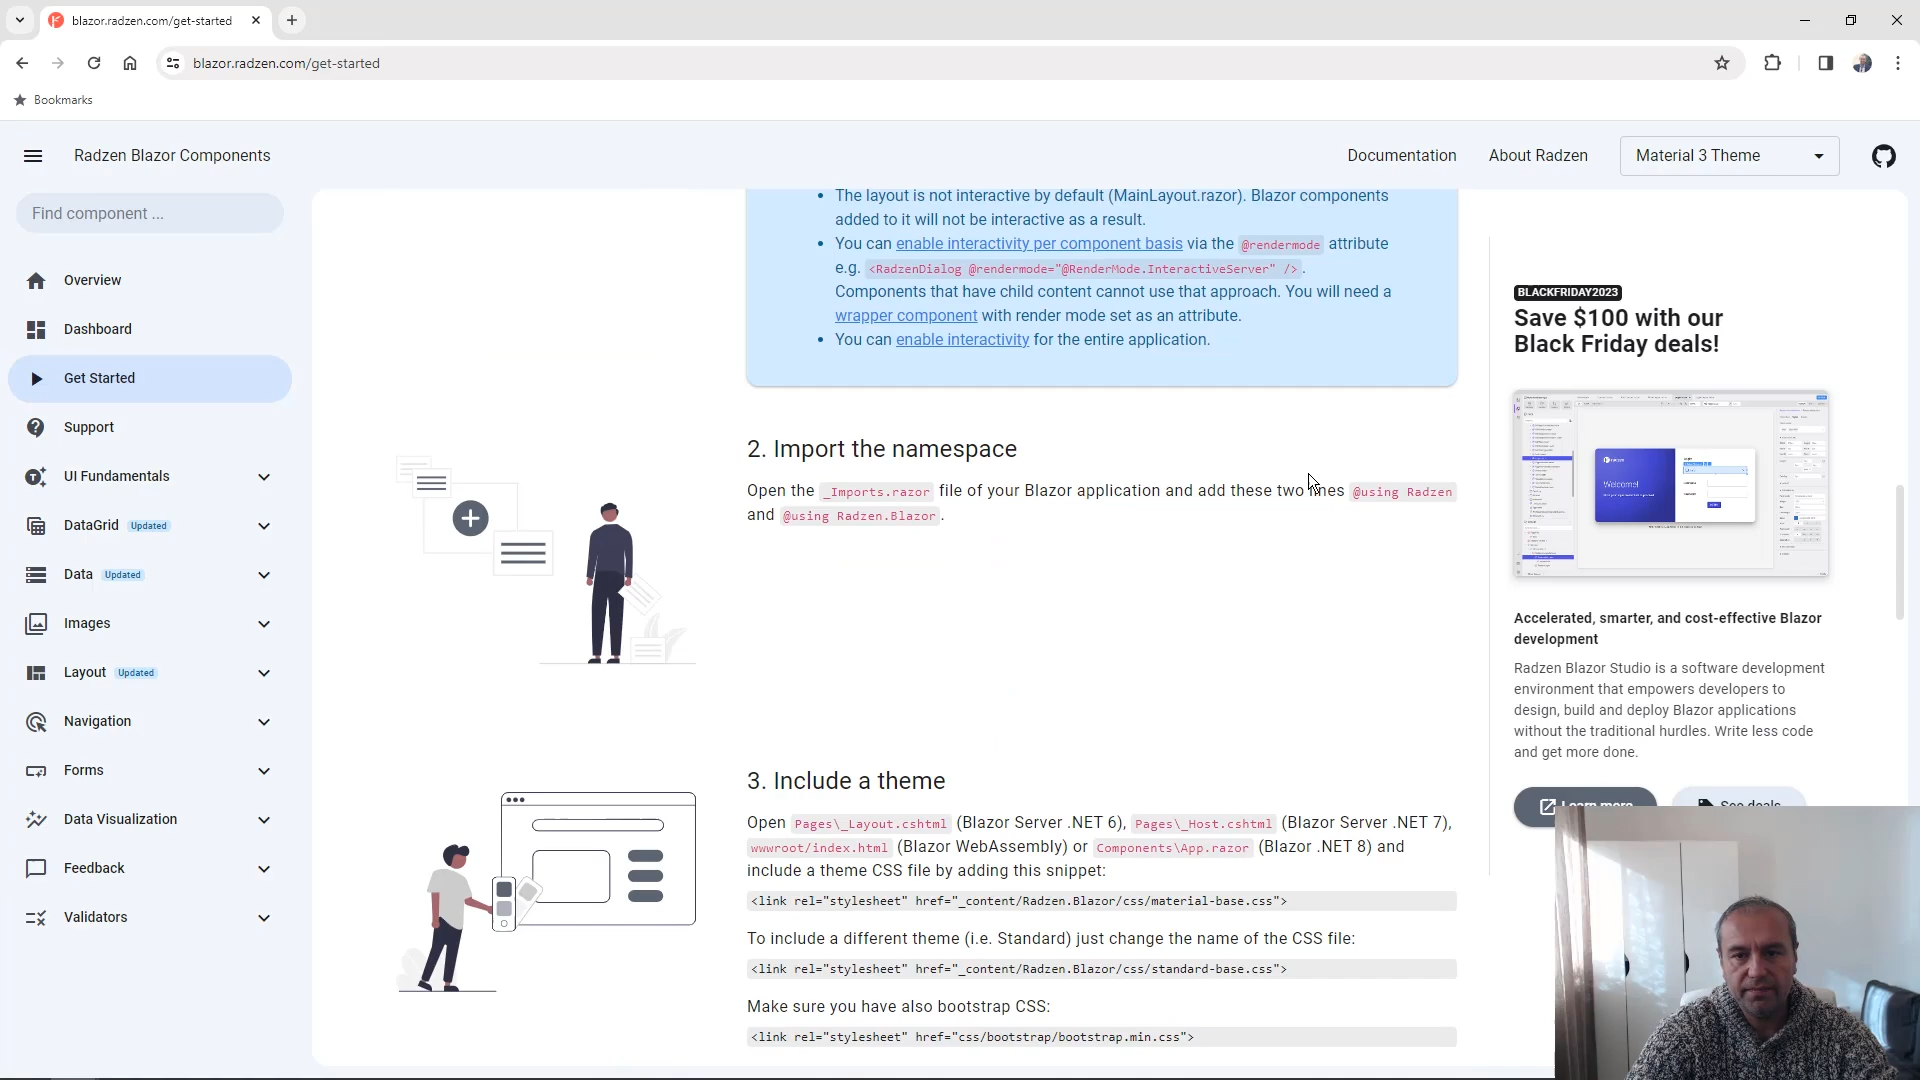 blazor.radzen.com/get-started
blazor.radzen.com/get-started
Bookmarks
Radzen Blazor Components
Documentation
About Radzen
Material 3 Theme
Find component ...
Overview
Dashboard
Get Started
Support
UI Fundamentals
DataGrid Updated
Data Updated
Images
Layout Updated
Navigation
Forms
Data Visualization
Feedback
Validators
The layout is not interactive by default (MainLayout.razor). Blazor components
added to it will not be interactive as a result.
You can enable interactivity per component basis via the @rendermode attribute
e.g. <RadzenDialog @rendermode="@RenderMode.InteractiveServer" />.
Components that have child content cannot use that approach. You will need a
wrapper component with render mode set as an attribute.
You can enable interactivity for the entire application.
2. Import the namespace
Open the _Imports.razor file of your Blazor application and add these two lines @using Radzen
and @using Radzen.Blazor.
3. Include a theme
Open Pages\_Layout.cshtml (Blazor Server .NET 6), Pages\_Host.cshtml (Blazor Server .NET 7),
wwwroot/index.html (Blazor WebAssembly) or Components\App.razor (Blazor .NET 8) and
include a theme CSS file by adding this snippet:
<link rel="stylesheet" href="_content/Radzen.Blazor/css/material-base.css">
To include a different theme (i.e. Standard) just change the name of the CSS file:
<link rel="stylesheet" href="_content/Radzen.Blazor/css/standard-base.css">
Make sure you have also bootstrap CSS:
<link rel="stylesheet" href="css/bootstrap/bootstrap.min.css">
BLACKFRIDAY2023
Save $100 with our
Black Friday deals!
radzen
Welcome!
Accelerated, smarter, and cost-effective Blazor
development
Radzen Blazor Studio is a software development
environment that empowers developers to
design, build and deploy Blazor applications
without the traditional hurdles. Write less code
and get more done.
Learn more
See deals